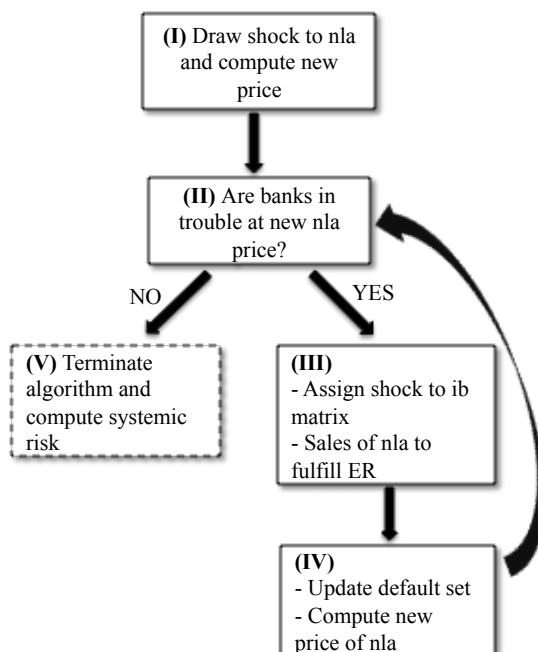 (I) Draw shock to nla
and compute new
price
(II) Are banks in
trouble at new nla
price?
NO
YES
(V) Terminate
algorithm and
compute systemic
risk
(III)
- Assign shock to ib
matrix
- Sales of nla to
fulfill ER
(IV)
- Update default set
- Compute new
price of nla